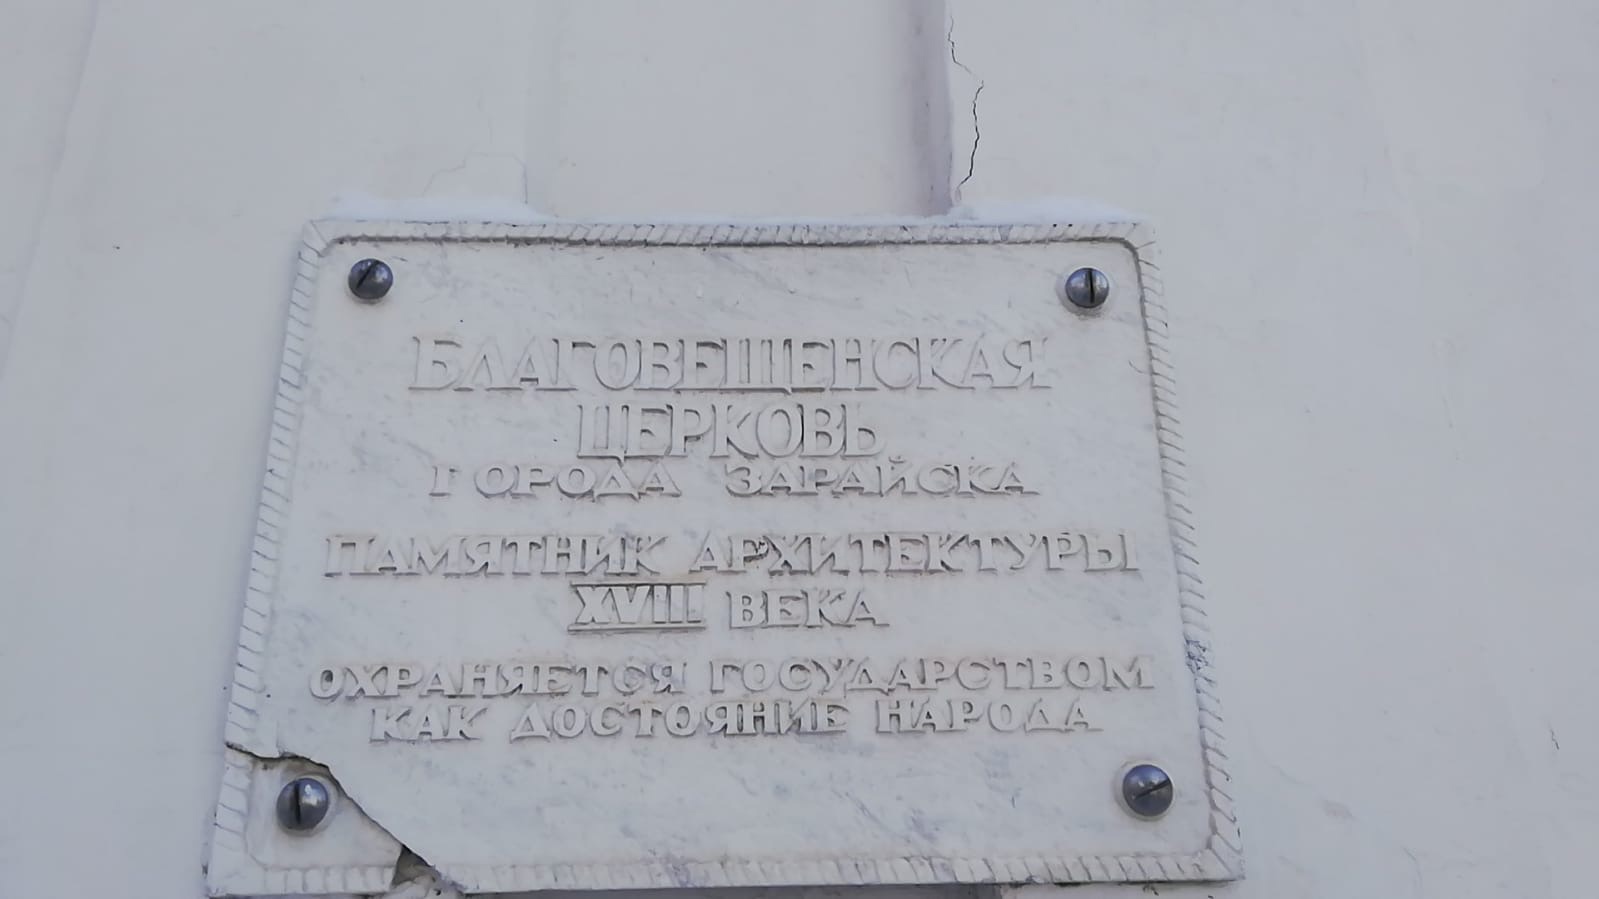 БЛАГОВЕЩЕНСКАЯ
ЦЕРКОВЬ
ГОРОДА ЗАРАЙСКА
ПАМЯТНИК АРХИТЕКТУРЫ
XVIII ВЕКА
ОХРАНЯЕТСЯ ГОСУДАРСТВОМ
КАК ДОСТОЯНИЕ НАРОДА